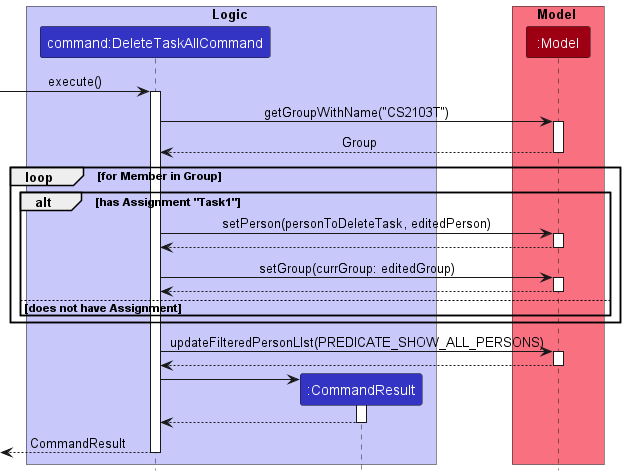 Logic
Model
command:DeleteTaskAllCommand
:Model
execute()
getGroupWithName("CS2103T")
Group
loop
[for Member in Group]
alt
[has Assignment "Task1"]
setPerson(personToDeleteTask, editedPerson)
setGroup(currGroup: editedGroup)
[does not have Assignment]
updateFilteredPersonLIst(PREDICATE_SHOW_ALL_PERSONS)
:CommandResult
CommandResult